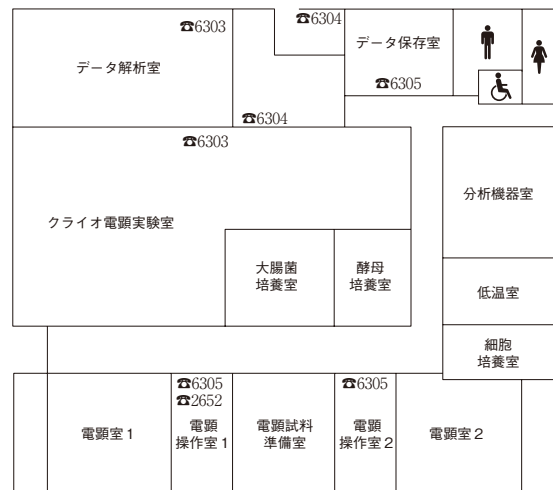 ☎6303
☎6304
データ解析室
データ保存室
☎6305
☎6304
☎6303
クライオ電顕実験室
分析機器室
大腸菌
培養室
酵母
培養室
低温室
細胞
培養室
☎6305
☎2652
☎6305
電顕室1
電顕
操作室1
電顕試料
準備室
電顕
操作室2
電顕室2